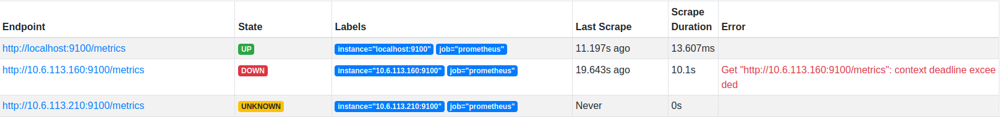 Endpoint State Labels Last Scrape Scrape Duration Error
http://localhost:9100/metrics UP instance="localhost:9100" job="prometheus" 11.197s ago 13.607ms
http://10.6.113.160:9100/metrics DOWN instance="10.6.113.160:9100" job="prometheus" 19.643s ago 10.1s Get "http://10.6.113.160:9100/metrics": context deadline excee
ded
http://10.6.113.210:9100/metrics UNKNOWN instance="10.6.113.210:9100" job="prometheus" Never 0s